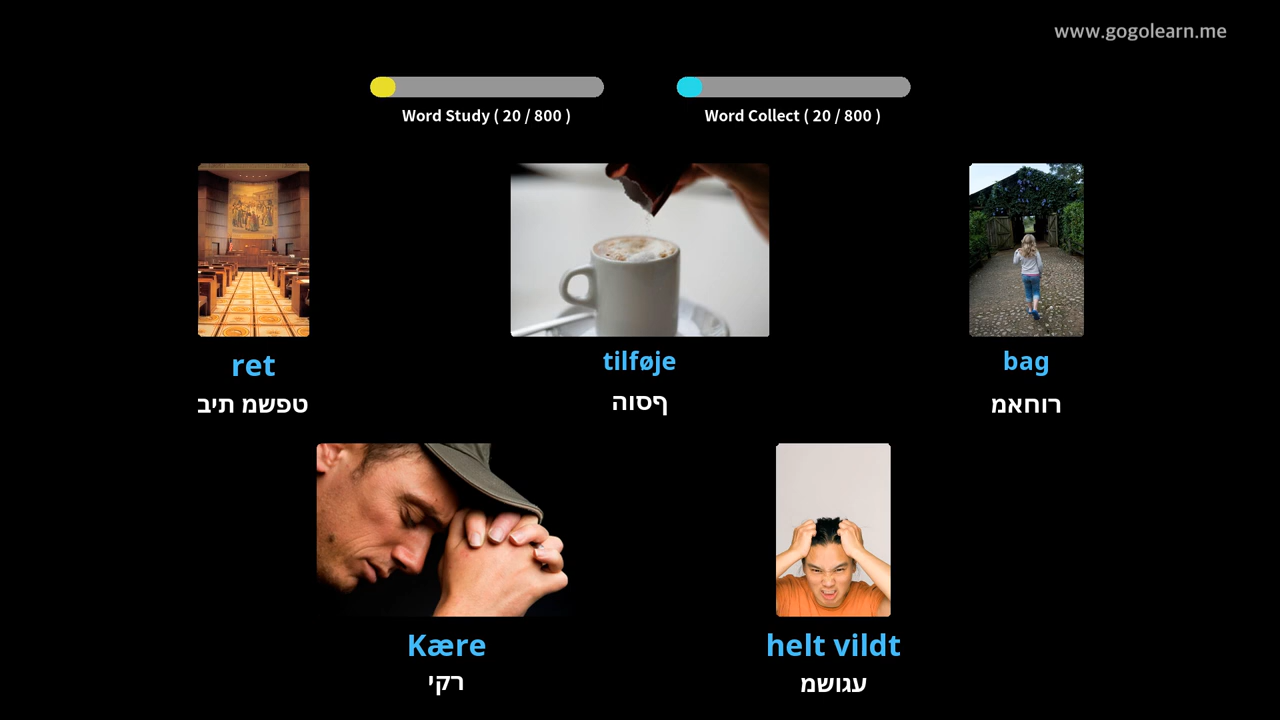 www.gogolearn.me
Word Study ( 20 / 800 )
Word Collect ( 20 / 800 )
ret
טפשמ תיב
tilføje
ףסוה
bag
רוחאמ
Kære
רקי
helt vildt
עגושמ